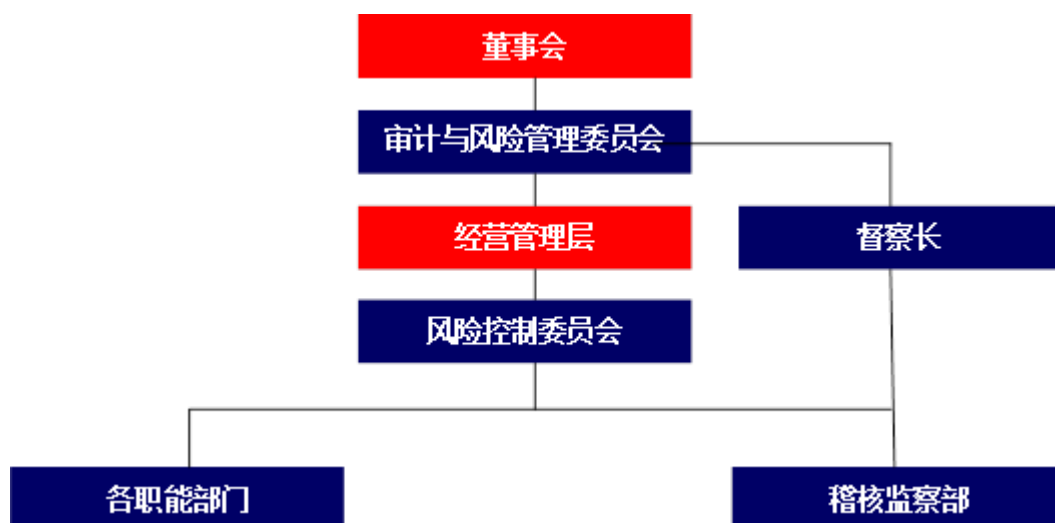 董事会
审计与风险管理委员会
经营管理层
督察长
风险控制委员会
各职能部门
稽核监察部